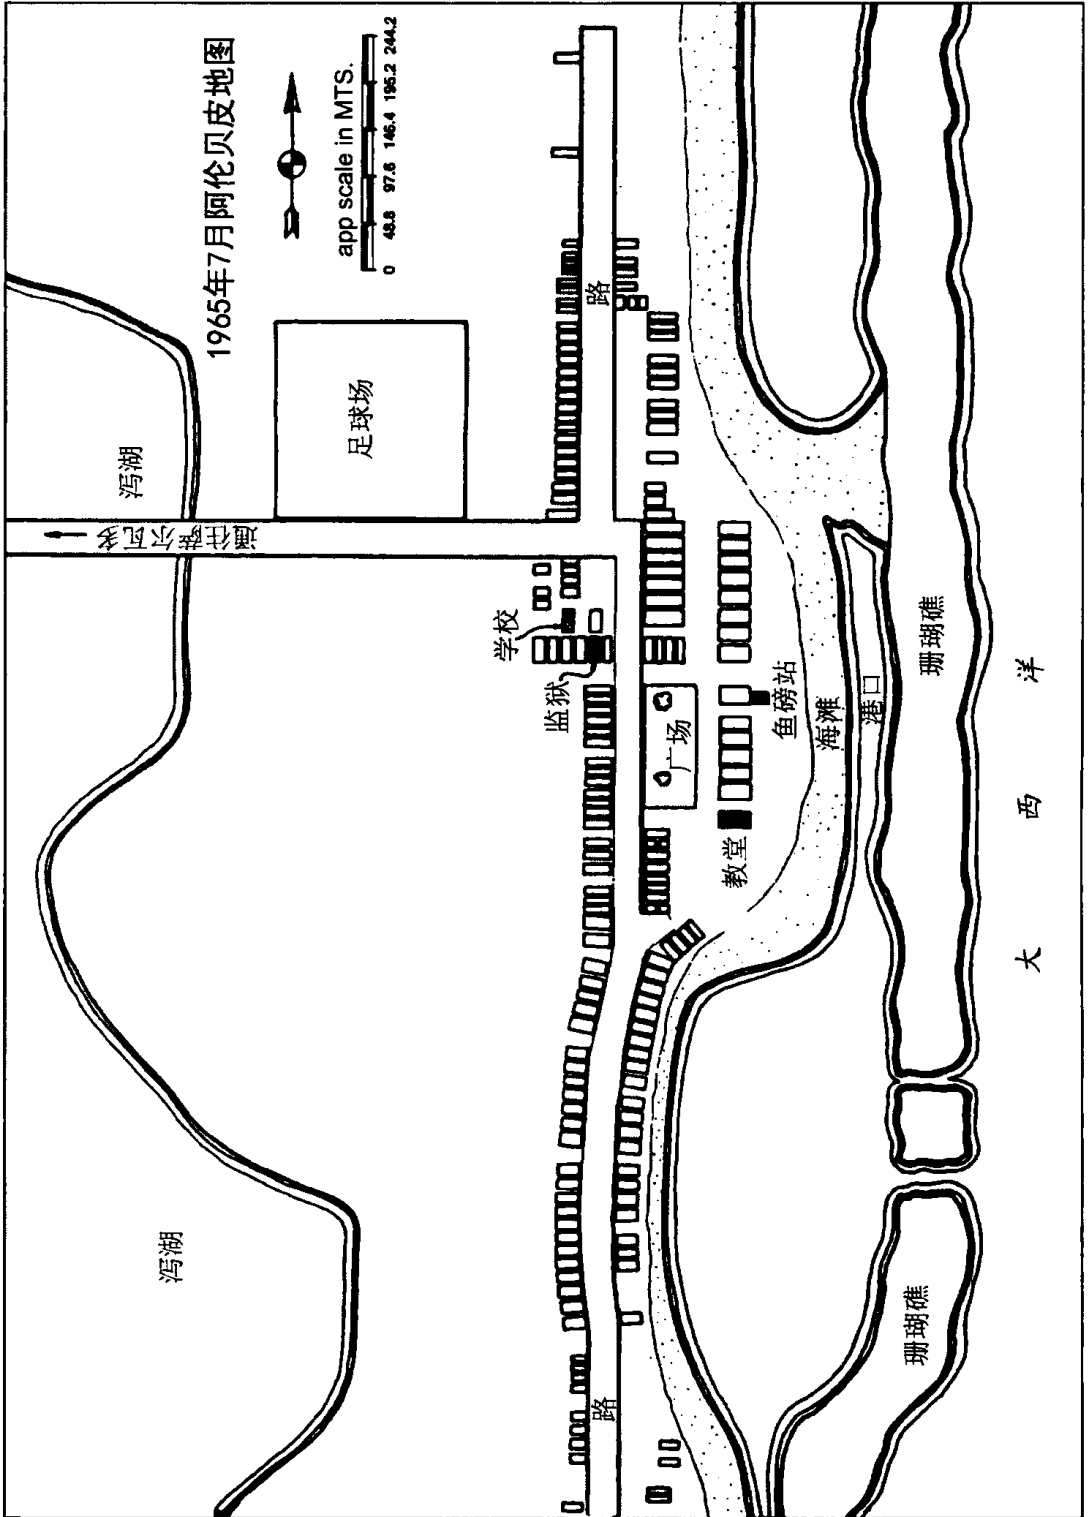 1965年7月阿伦贝皮地图
app scale in MTS.
0 48.8 97.6 146.4 195.2 244.2
泻湖
足球场
路
通往萨尔瓦多
学校
监狱
广场
鱼磅站
教堂
海滩
港口
珊瑚礁
大西洋
泻湖
路
珊瑚礁